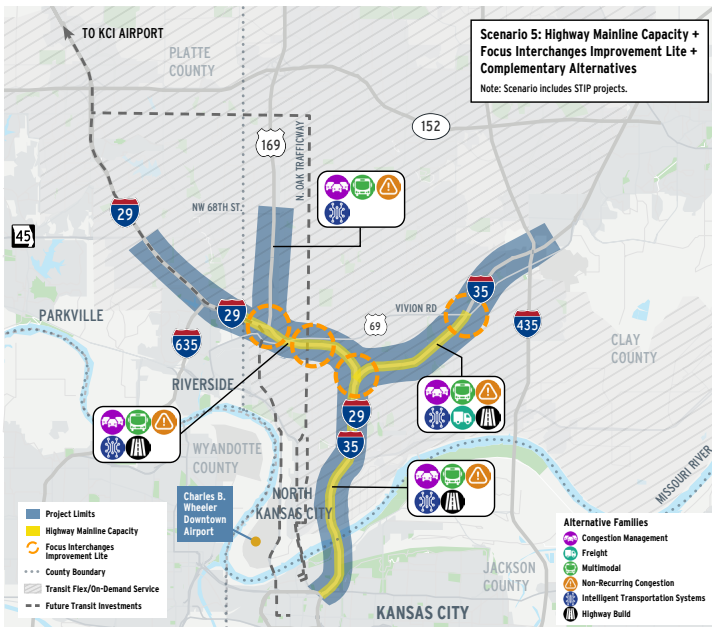 TO KCI AIRPORT
PLATTE
COUNTY
Scenario 5: Highway Mainline Capacity +
Focus Interchanges Improvement Lite +
Complementary Alternatives
Note: Scenario includes STIP projects.
152
169
N. OAK TRAFFICWAY
NW 68TH ST.
29
45
35
VIVION RD
PARKVILLE
29
69
435
635
CLAY
COUNTY
RIVERSIDE
29
35
WYANDOTTE
COUNTY
MISSOURI RIVER
NORTH
KANSAS CITY
Charles B.
Wheeler
Downtown
Airport
JACKSON
COUNTY
KANSAS CITY
Project Limits
Highway Mainline Capacity
Focus Interchanges
Improvement Lite
County Boundary
Transit Flex/On-Demand Service
Future Transit Investments
Alternative Families
Congestion Management
Freight
Multimodal
Non-Recurring Congestion
Intelligent Transportation Systems
Highway Build